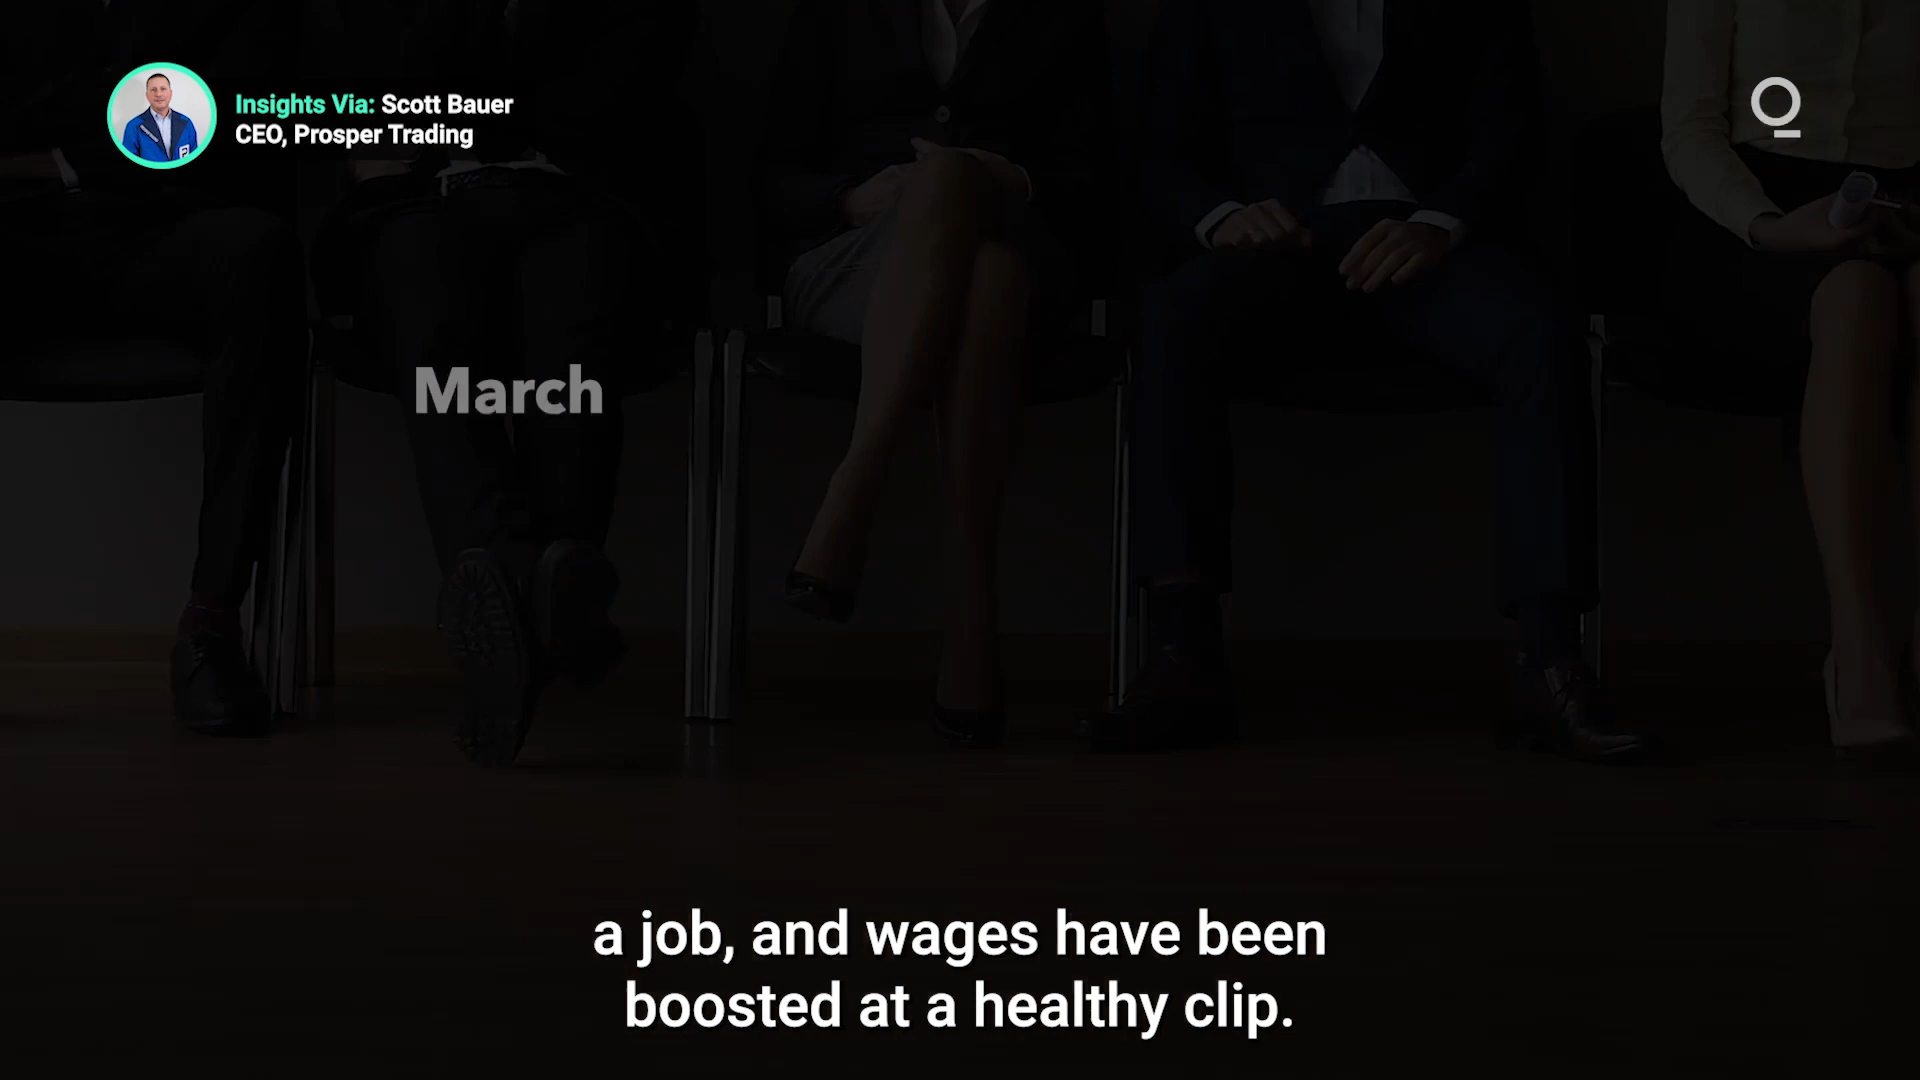 Insights Via: Scott Bauer
CEO, Prosper Trading
March
a job, and wages have been
boosted at a healthy clip.